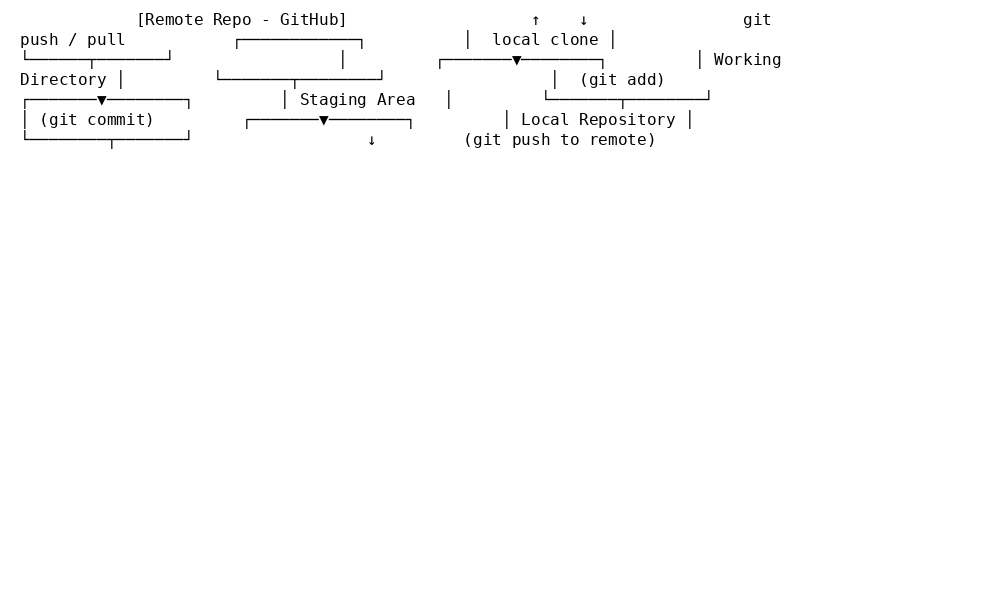 [Remote Repo - GitHub] ↑ ↓ git
push / pull ┌────────────┐ │ local clone │
└──────┬───────┘ │ ┌───────▼────────┐ │ Working
Directory │ └───────┬────────┘ │ (git add)
┌───────▼────────┐ │ Staging Area │ └───────┬────────┘
│ (git commit) ┌───────▼────────┐ │ Local Repository │
└────────┬───────┘ ↓ (git push to remote)